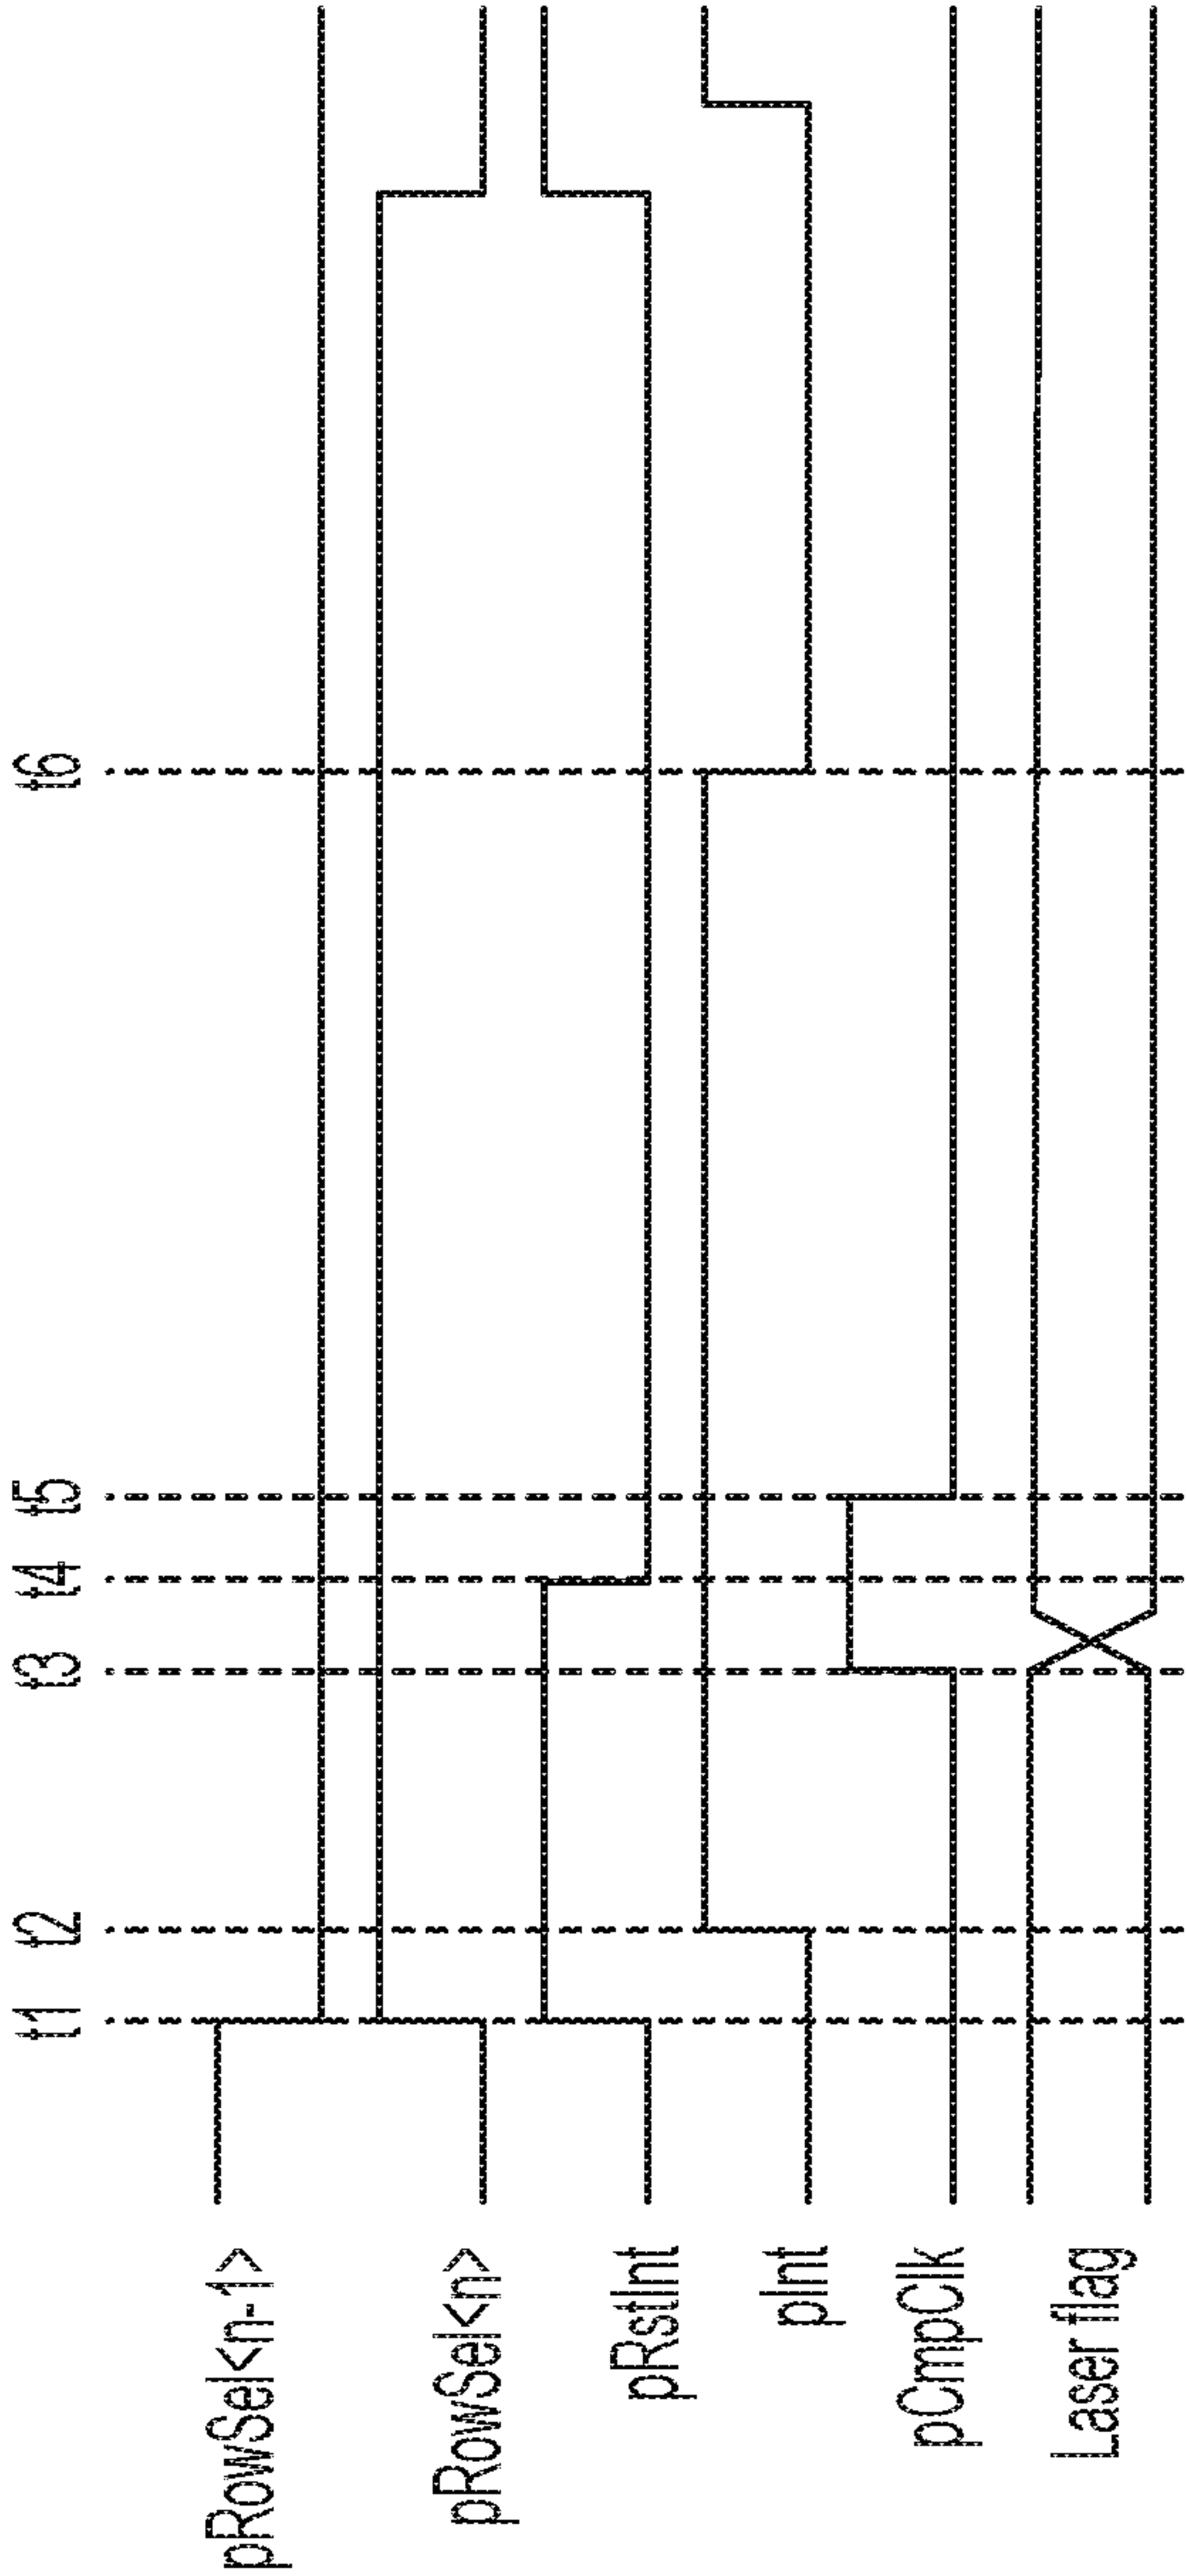 t1
t2
t3
t4
t5
t6
pRowSel<n-1>
pRowSel<n>
pRstInt
pInt
pCmpClk
Laser flag